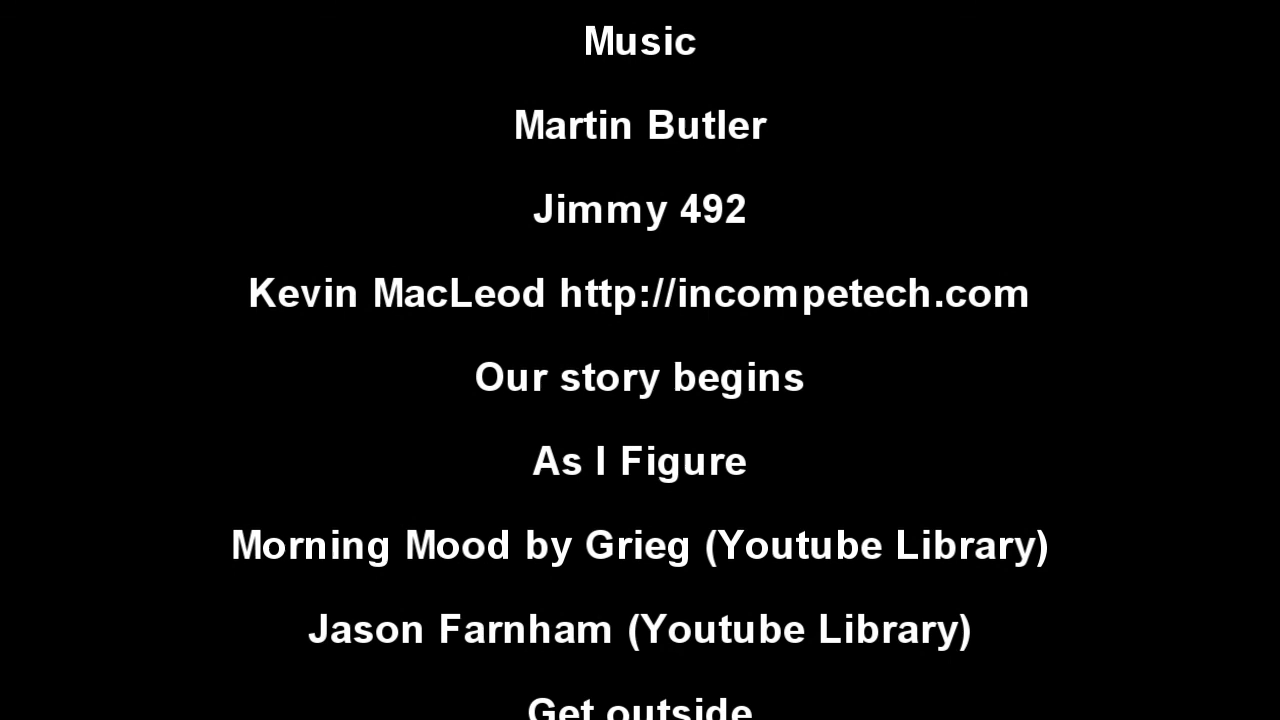 Music
Martin Butler
Jimmy 492
Kevin MacLeod http://incompetech.com
Our story begins
As I Figure
Morning Mood by Grieg (Youtube Library)
Jason Farnham (Youtube Library)
Get outside